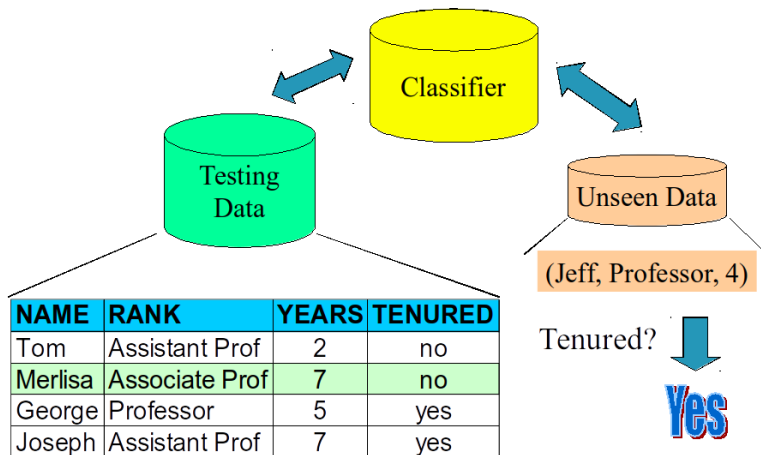 Classifier
Testing
Data
Unseen Data
(Jeff, Professor, 4)
NAME RANK YEARS TENURED
Tom Assistant Prof 2 no
Merlisa Associate Prof 7 no
George Professor 5 yes
Joseph Assistant Prof 7 yes
Tenured?
Yes